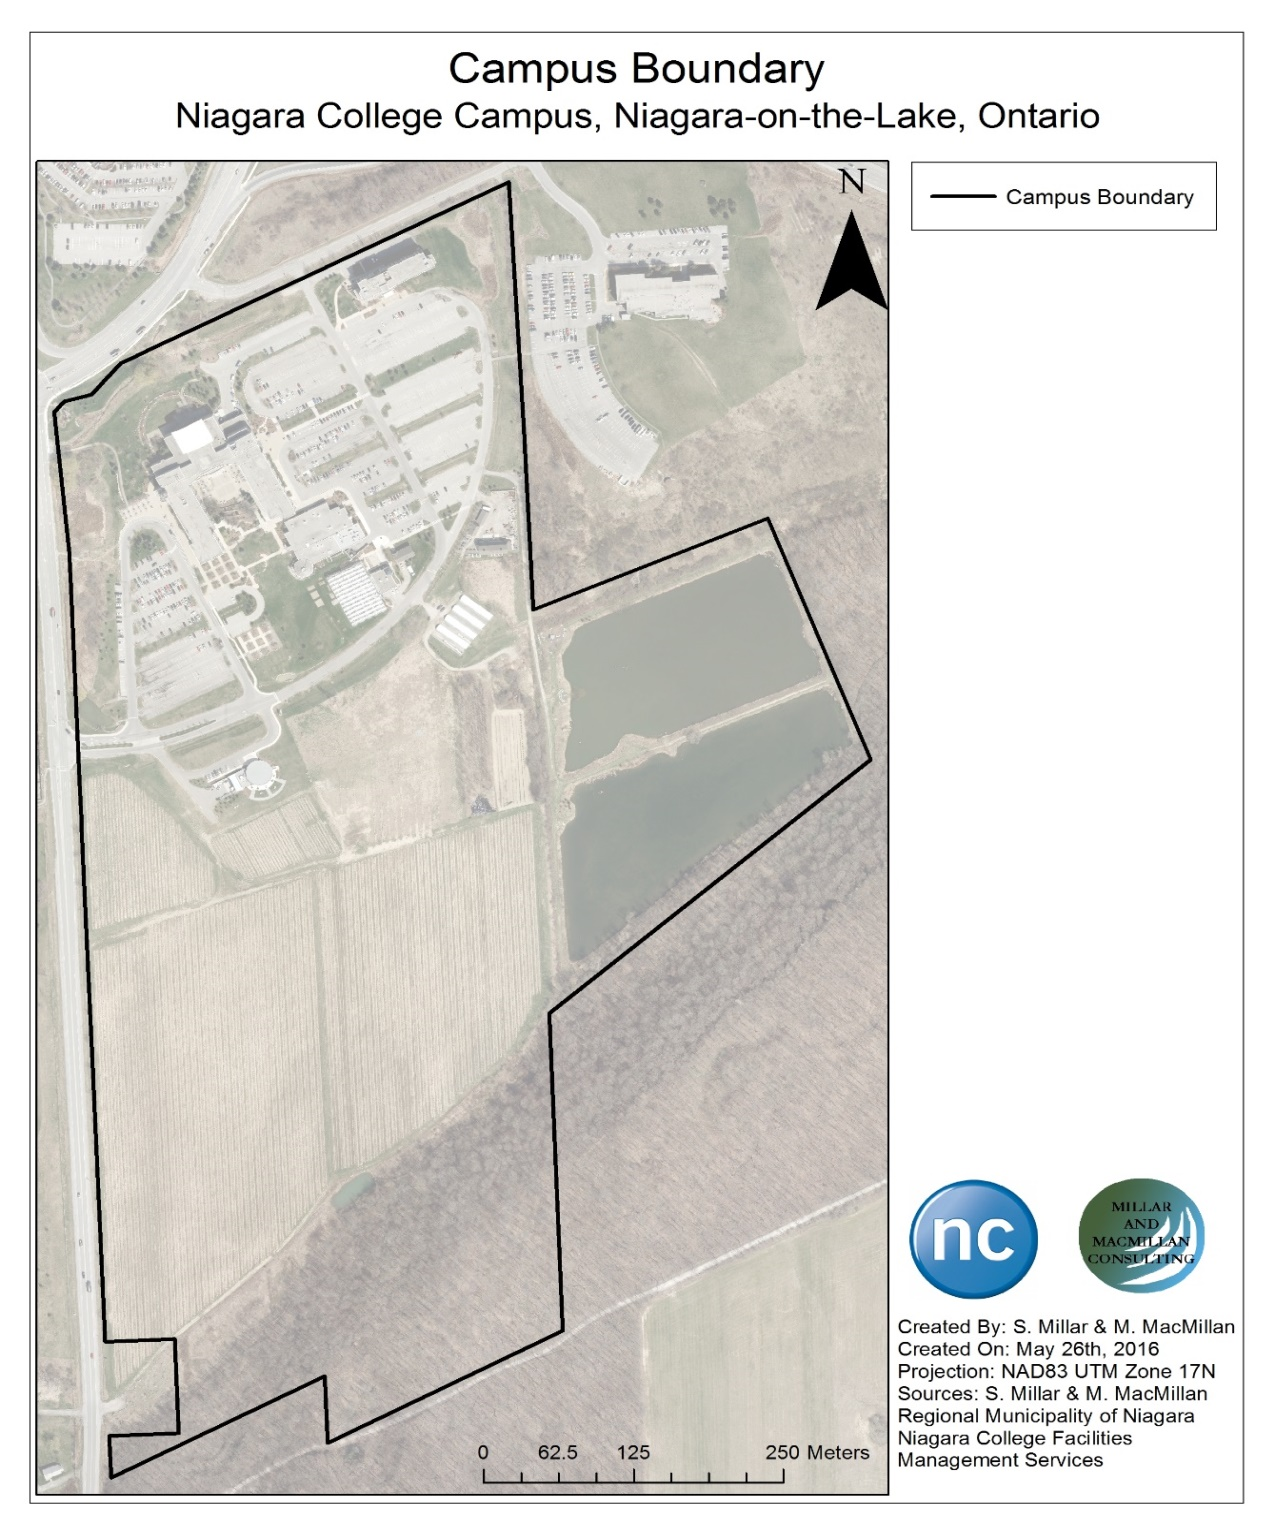 Campus Boundary
Niagara College Campus, Niagara-on-the-Lake, Ontario
N
Campus Boundary
nc
MILLAR
AND
MACMILLAN
CONSULTING
Created By: S. Millar & M. MacMillan
Created On: May 26th, 2016
Projection: NAD83 UTM Zone 17N
Sources: S. Millar & M. MacMillan
Regional Municipality of Niagara
Niagara College Facilities
Management Services
0 62.5 125 250 Meters